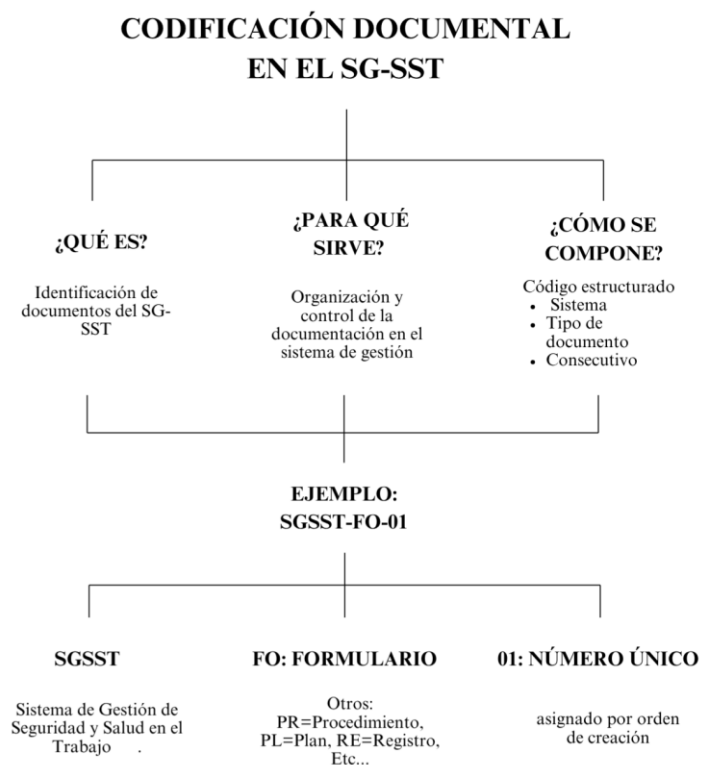 CODIFICACIÓN DOCUMENTAL
EN EL SG-SST
¿QUÉ ES?
Identificación de
documentos del SG-
SST
¿PARA QUÉ
SIRVE?
Organización y
control de la
documentación en el
sistema de gestión
¿CÓMO SE
COMPONE?
Código estructurado
• Sistema
• Tipo de
documento
• Consecutivo
EJEMPLO:
SGSST-FO-01
SGSST
Sistema de Gestión de
Seguridad y Salud en el
Trabajo .
FO: FORMULARIO
Otros:
PR=Procedimiento,
PL=Plan, RE=Registro,
Etc...
01: NÚMERO ÚNICO
asignado por orden
de creación